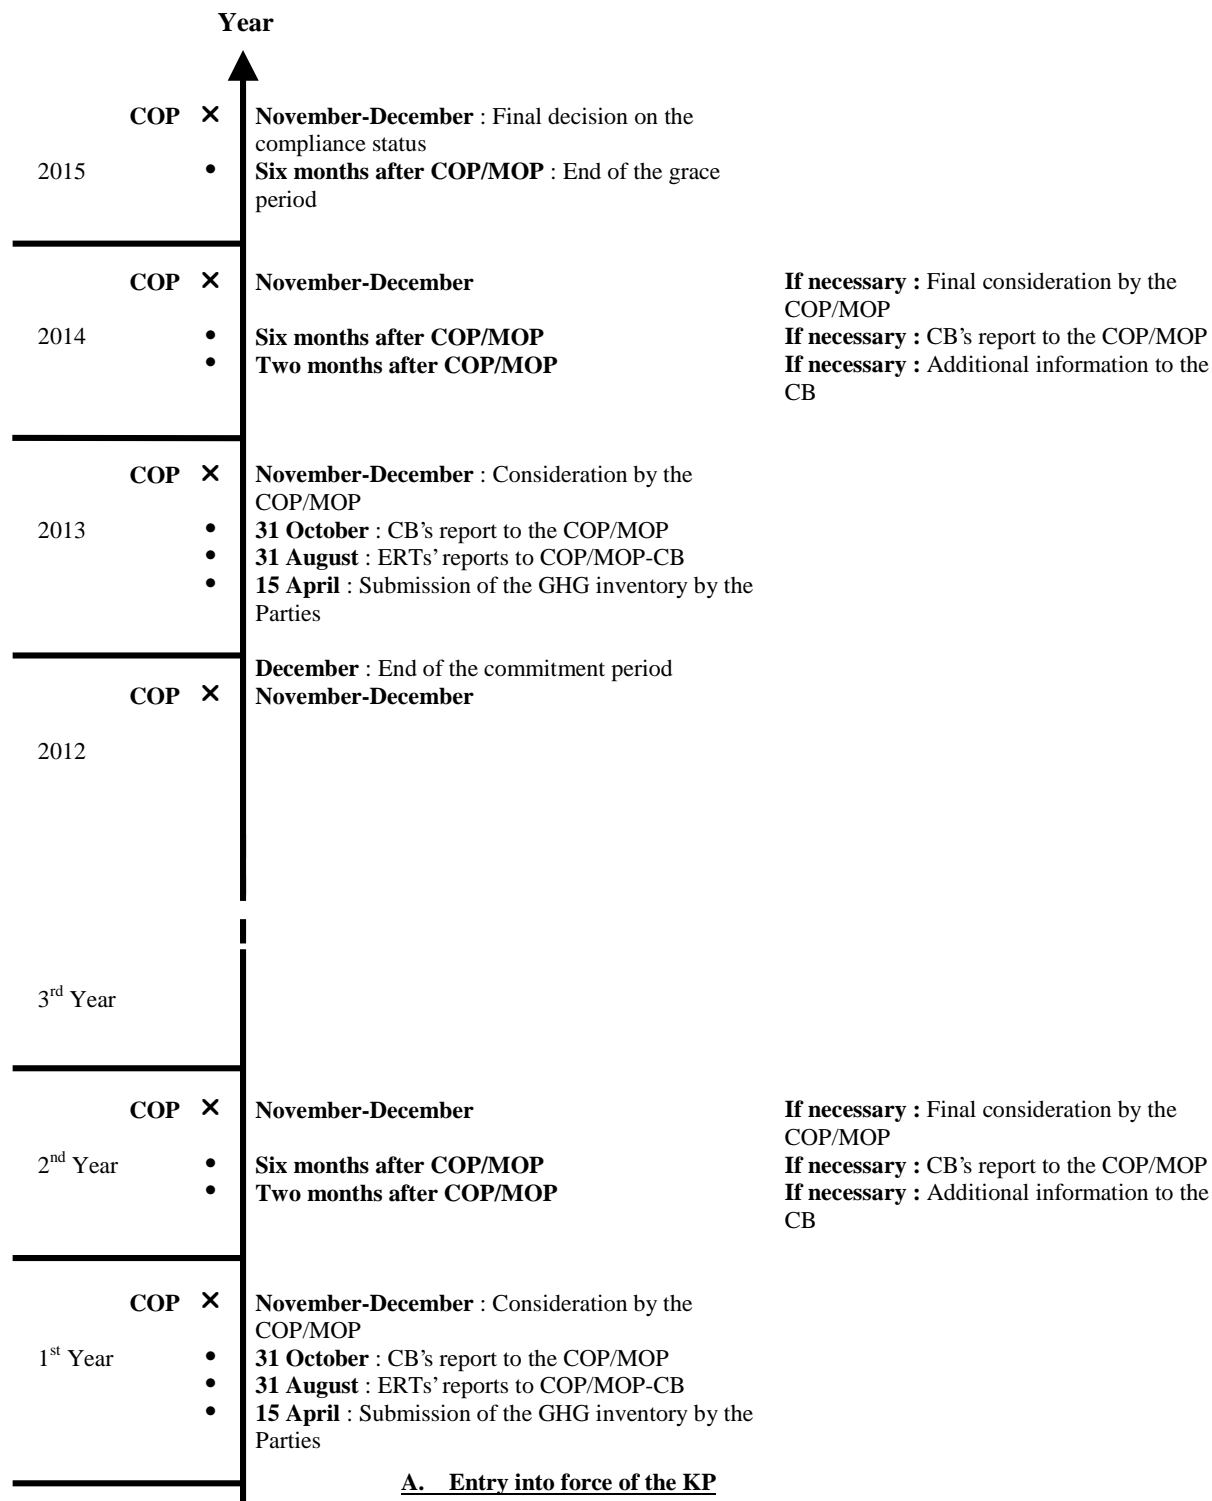 Year
COP × November-December : Final decision on the
compliance status
2015 • Six months after COP/MOP : End of the grace
period
COP × November-December If necessary : Final consideration by the
COP/MOP
2014 • Six months after COP/MOP If necessary : CB's report to the COP/MOP
• Two months after COP/MOP If necessary : Additional information to the
CB
COP × November-December : Consideration by the
COP/MOP
2013 • 31 October : CB's report to the COP/MOP
• 31 August : ERTs' reports to COP/MOP-CB
• 15 April : Submission of the GHG inventory by the
Parties
December : End of the commitment period
COP × November-December
2012
3rd Year
COP × November-December If necessary : Final consideration by the
COP/MOP
2nd Year • Six months after COP/MOP If necessary : CB's report to the COP/MOP
• Two months after COP/MOP If necessary : Additional information to the
CB
COP × November-December : Consideration by the
COP/MOP
1st Year • 31 October : CB's report to the COP/MOP
• 31 August : ERTs' reports to COP/MOP-CB
• 15 April : Submission of the GHG inventory by the
Parties
A. Entry into force of the KP